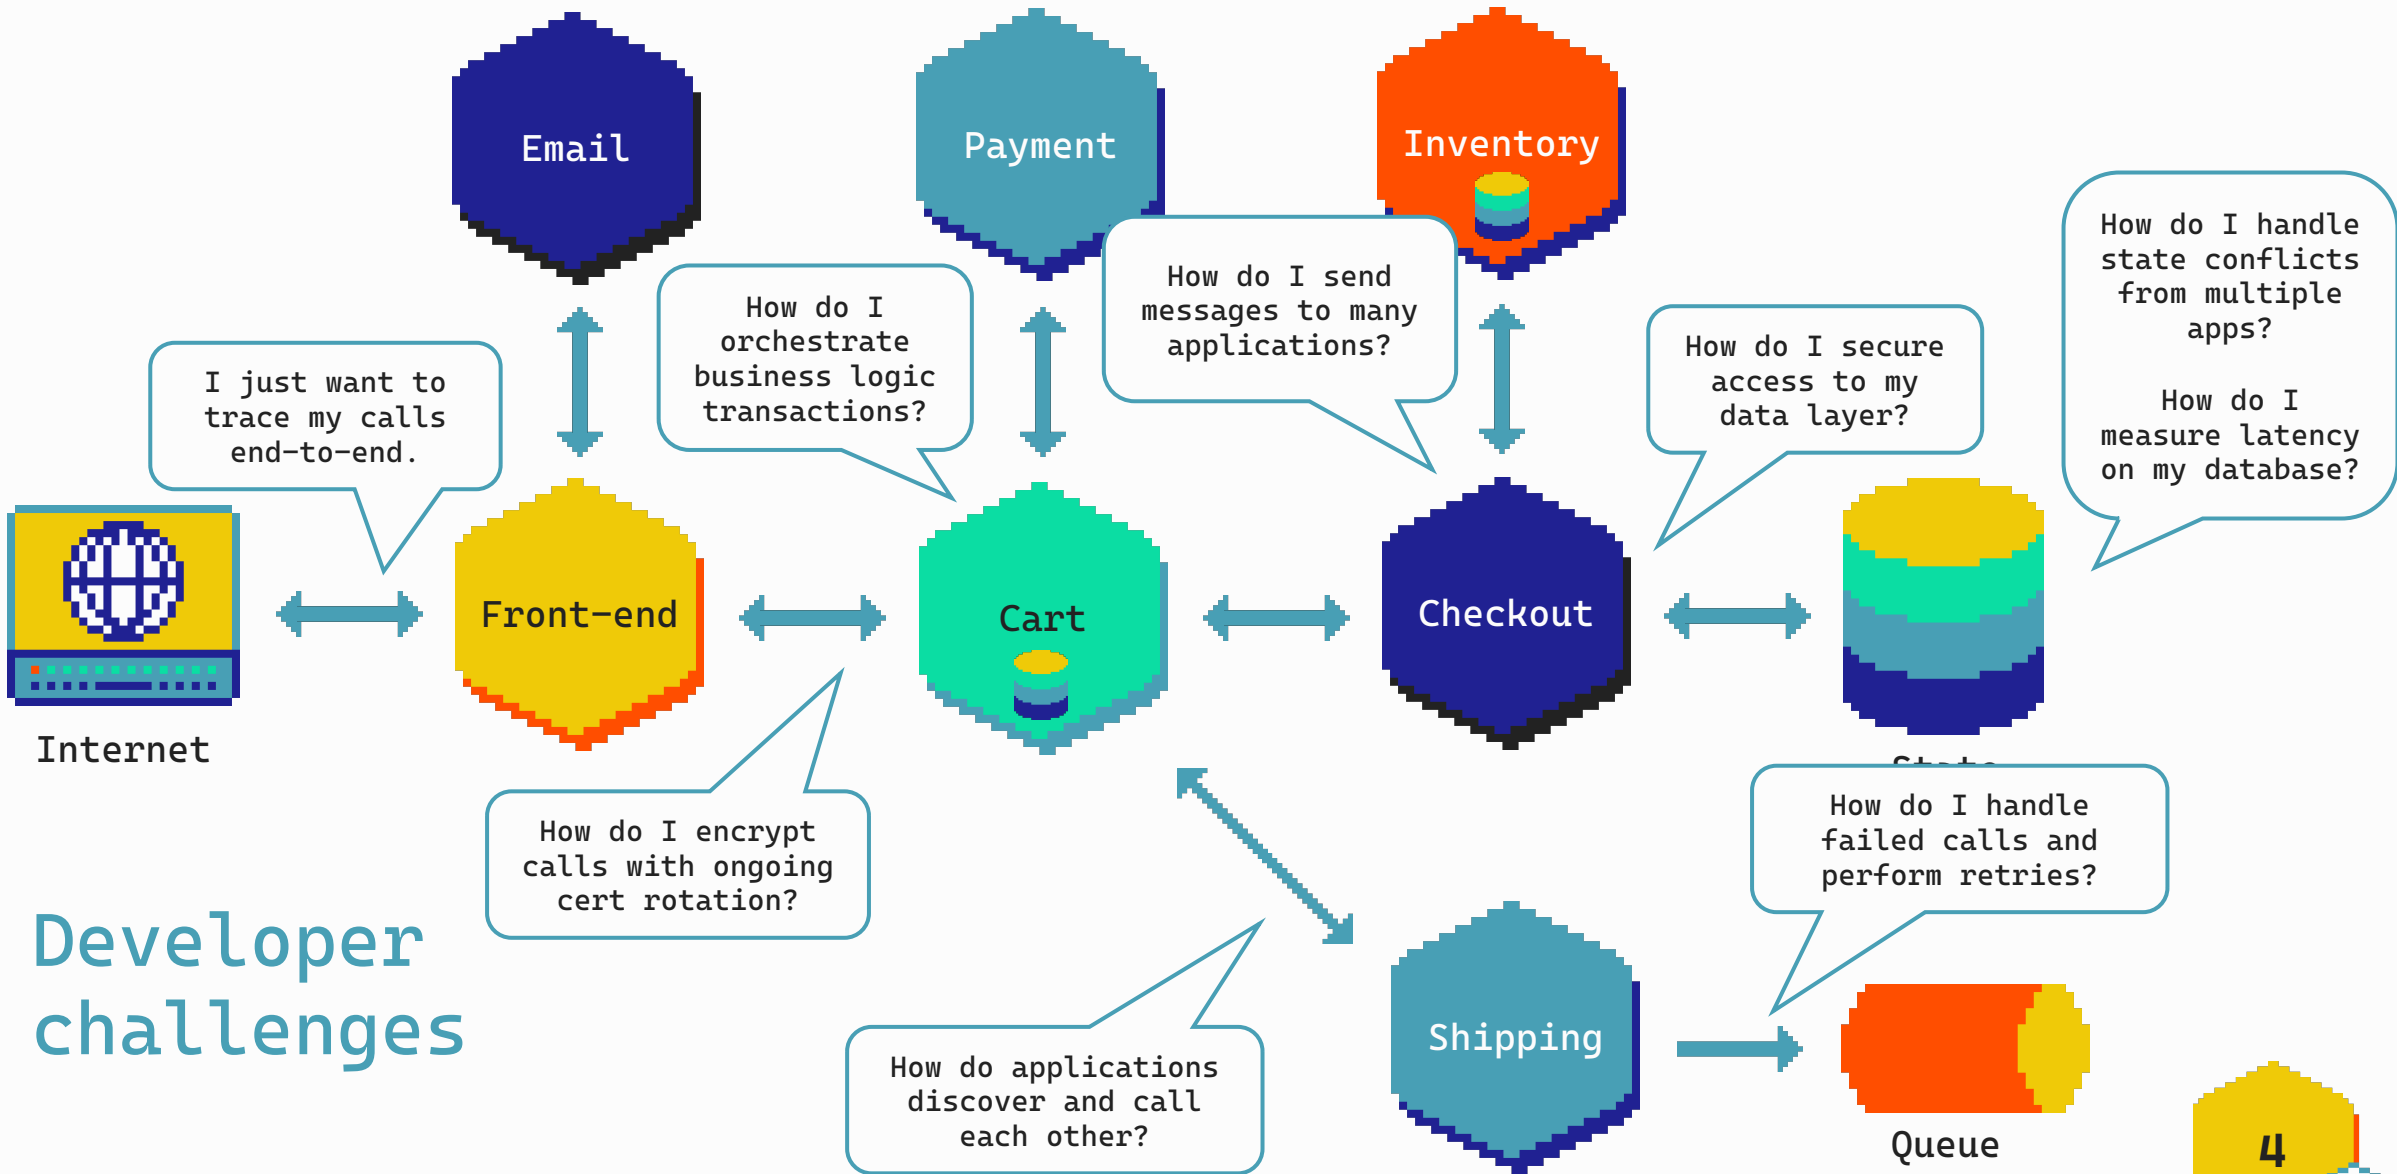 Email
Payment
Inventory
How do I handle
state conflicts
from multiple
apps?
How do I
measure latency
on my database?
How do I send
messages to many
applications?
How do I
orchestrate
business logic
transactions?
How do I secure
access to my
data layer?
I just want to
trace my calls
end-to-end.
Internet
Front-end
Cart
Checkout
State
How do I encrypt
calls with ongoing
cert rotation?
How do I handle
failed calls and
perform retries?
Developer
challenges
How do applications
discover and call
each other?
Shipping
Queue
4